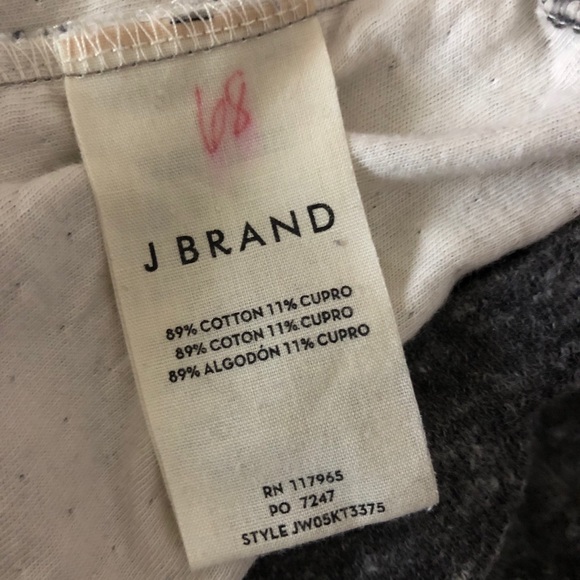 68
J BRAND
89% COTTON 11% CUPRO
89% COTON 11% CUPRO
89% ALGODÓN 11% CUPRO
RN 117965
PO 7247
STYLE JW05KT3375